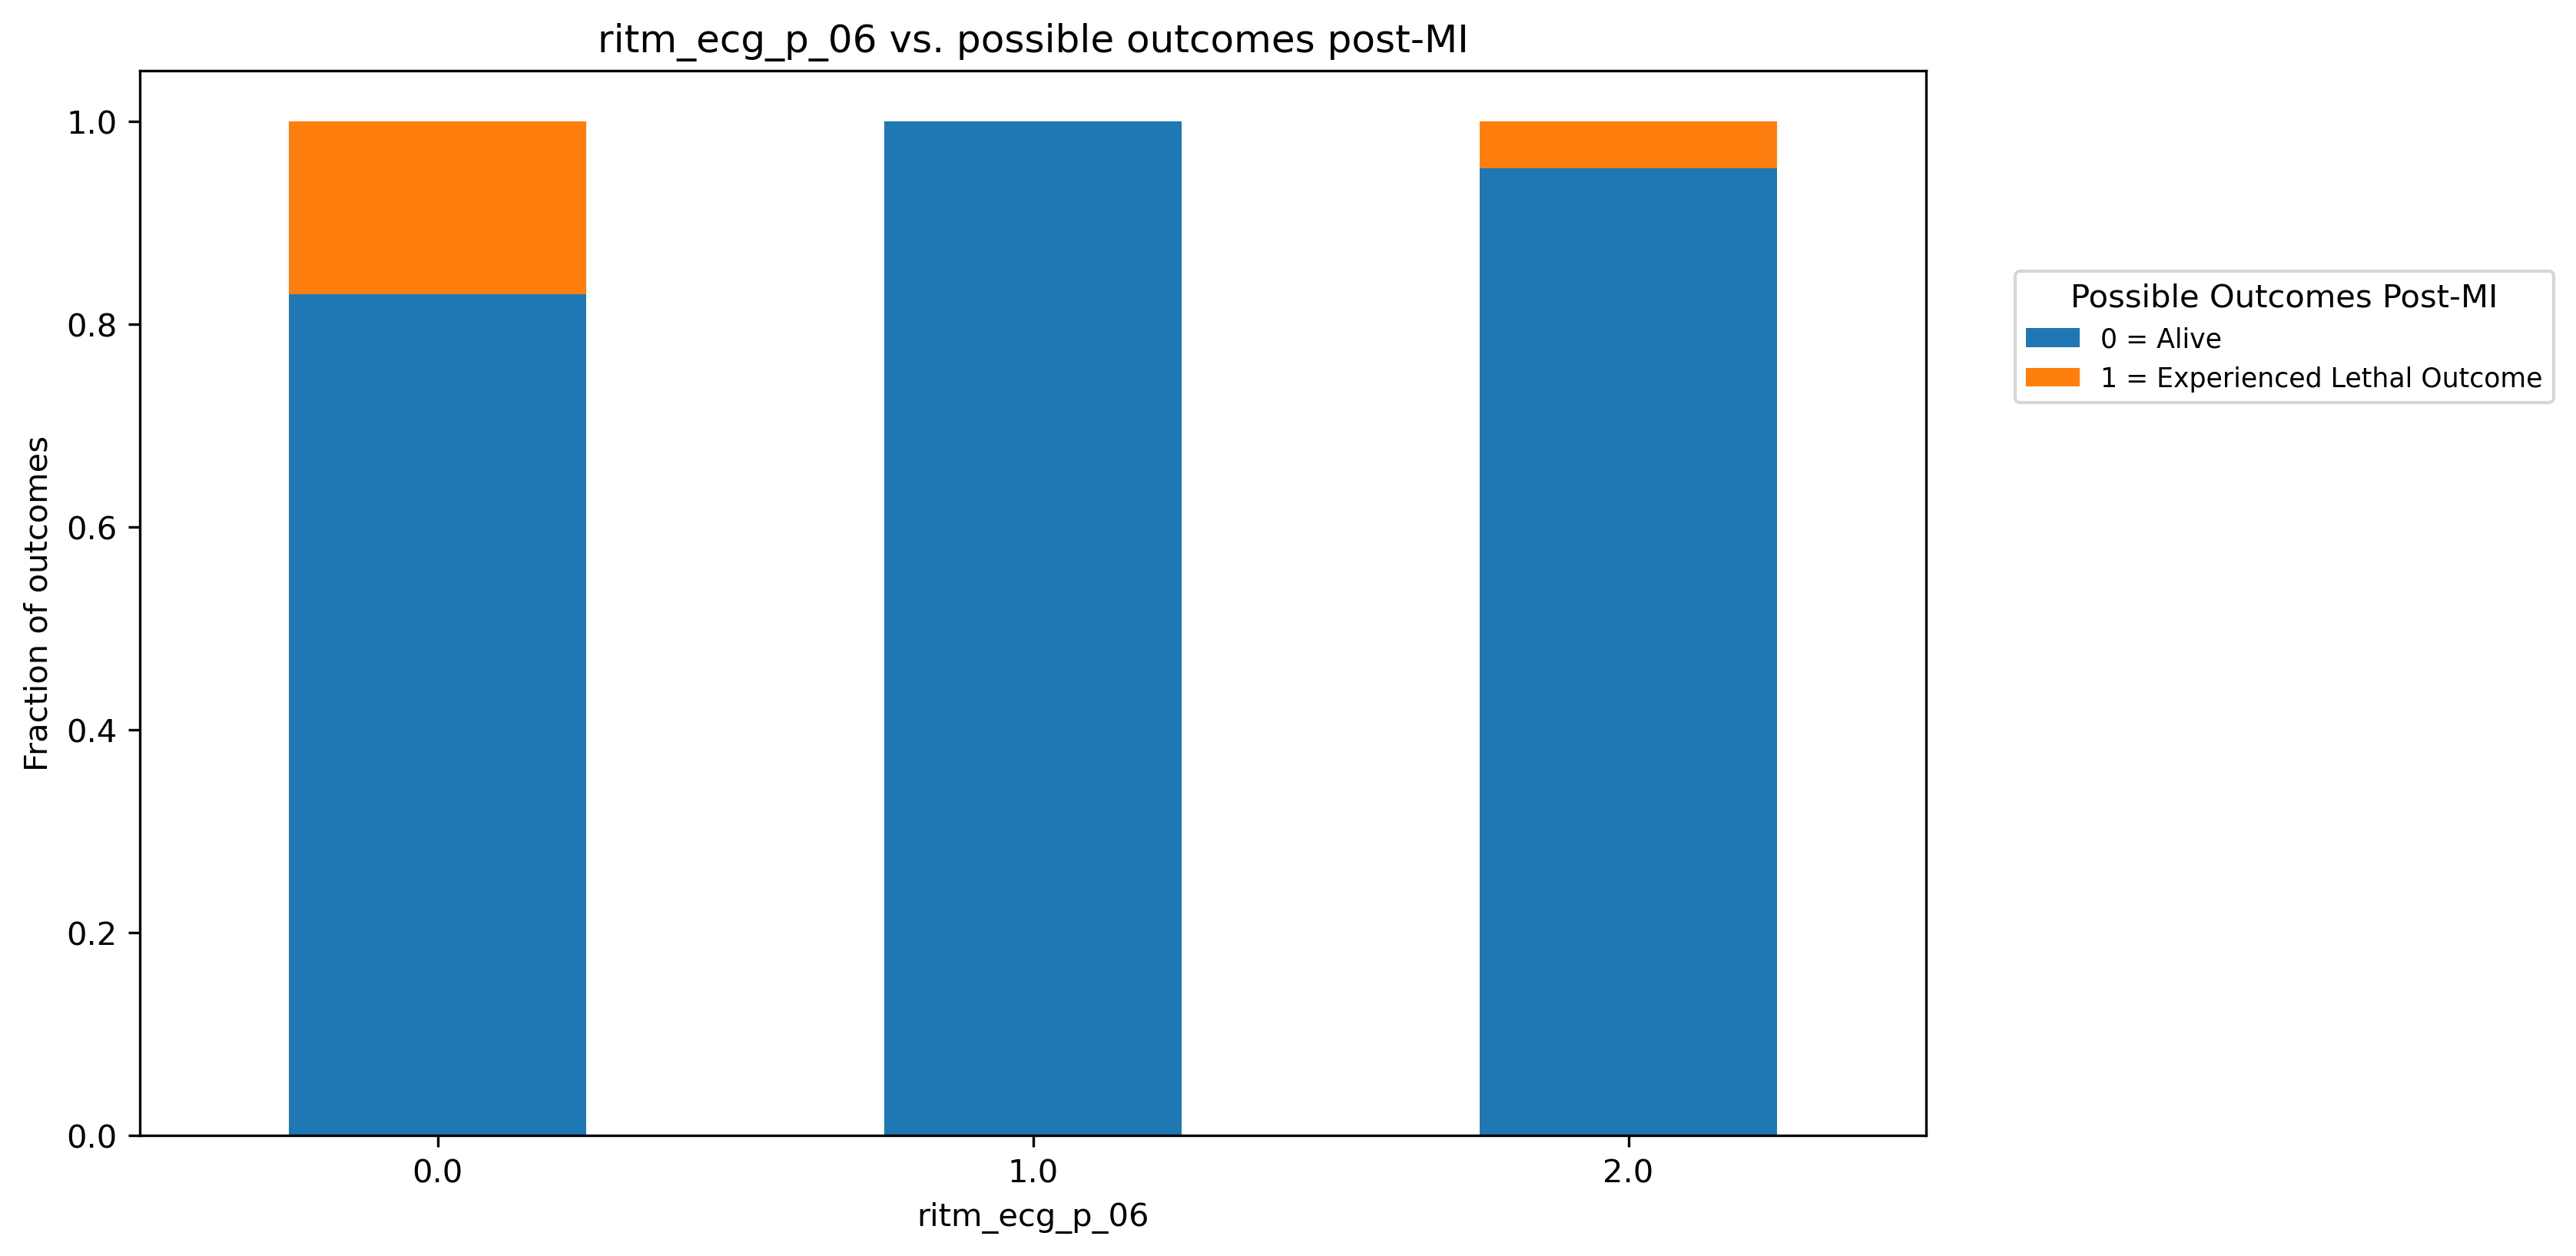 ritm_ecg_p_06 vs. possible outcomes post-MI
Fraction of outcomes
1.0
0.8
0.6
0.4
0.2
0.0
0.0 1.0 2.0
ritm_ecg_p_06
Possible Outcomes Post-MI
0 = Alive
1 = Experienced Lethal Outcome